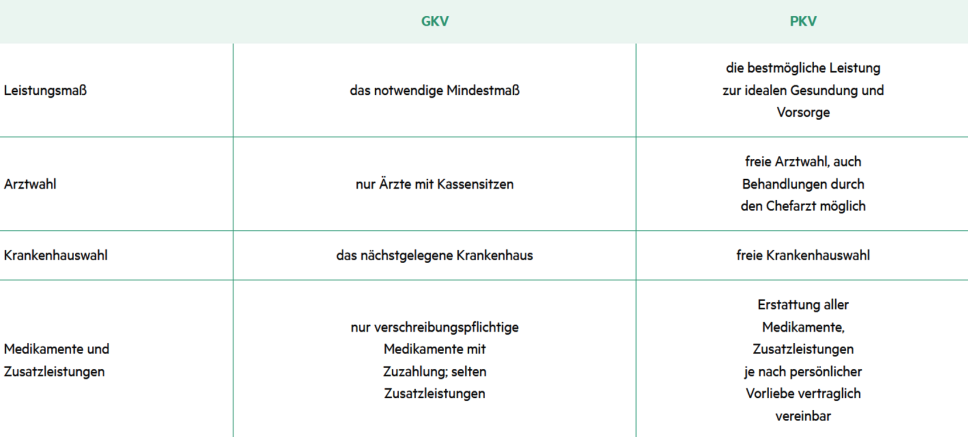 GKV PKV
Leistungsmaß
das notwendige Mindestmaß
die bestmögliche Leistung
zur idealen Gesundung und
Vorsorge
Arztwahl
nur Ärzte mit Kassensitzen
freie Arztwahl, auch
Behandlungen durch
den Chefarzt möglich
Krankenhauswahl
das nächstgelegene Krankenhaus
freie Krankenhauswahl
Medikamente und
Zusatzleistungen
nur verschreibungspflichtige
Medikamente mit
Zuzahlung; selten
Zusatzleistungen
Erstattung aller
Medikamente,
Zusatzleistungen
je nach persönlicher
Vorliebe vertraglich
vereinbar